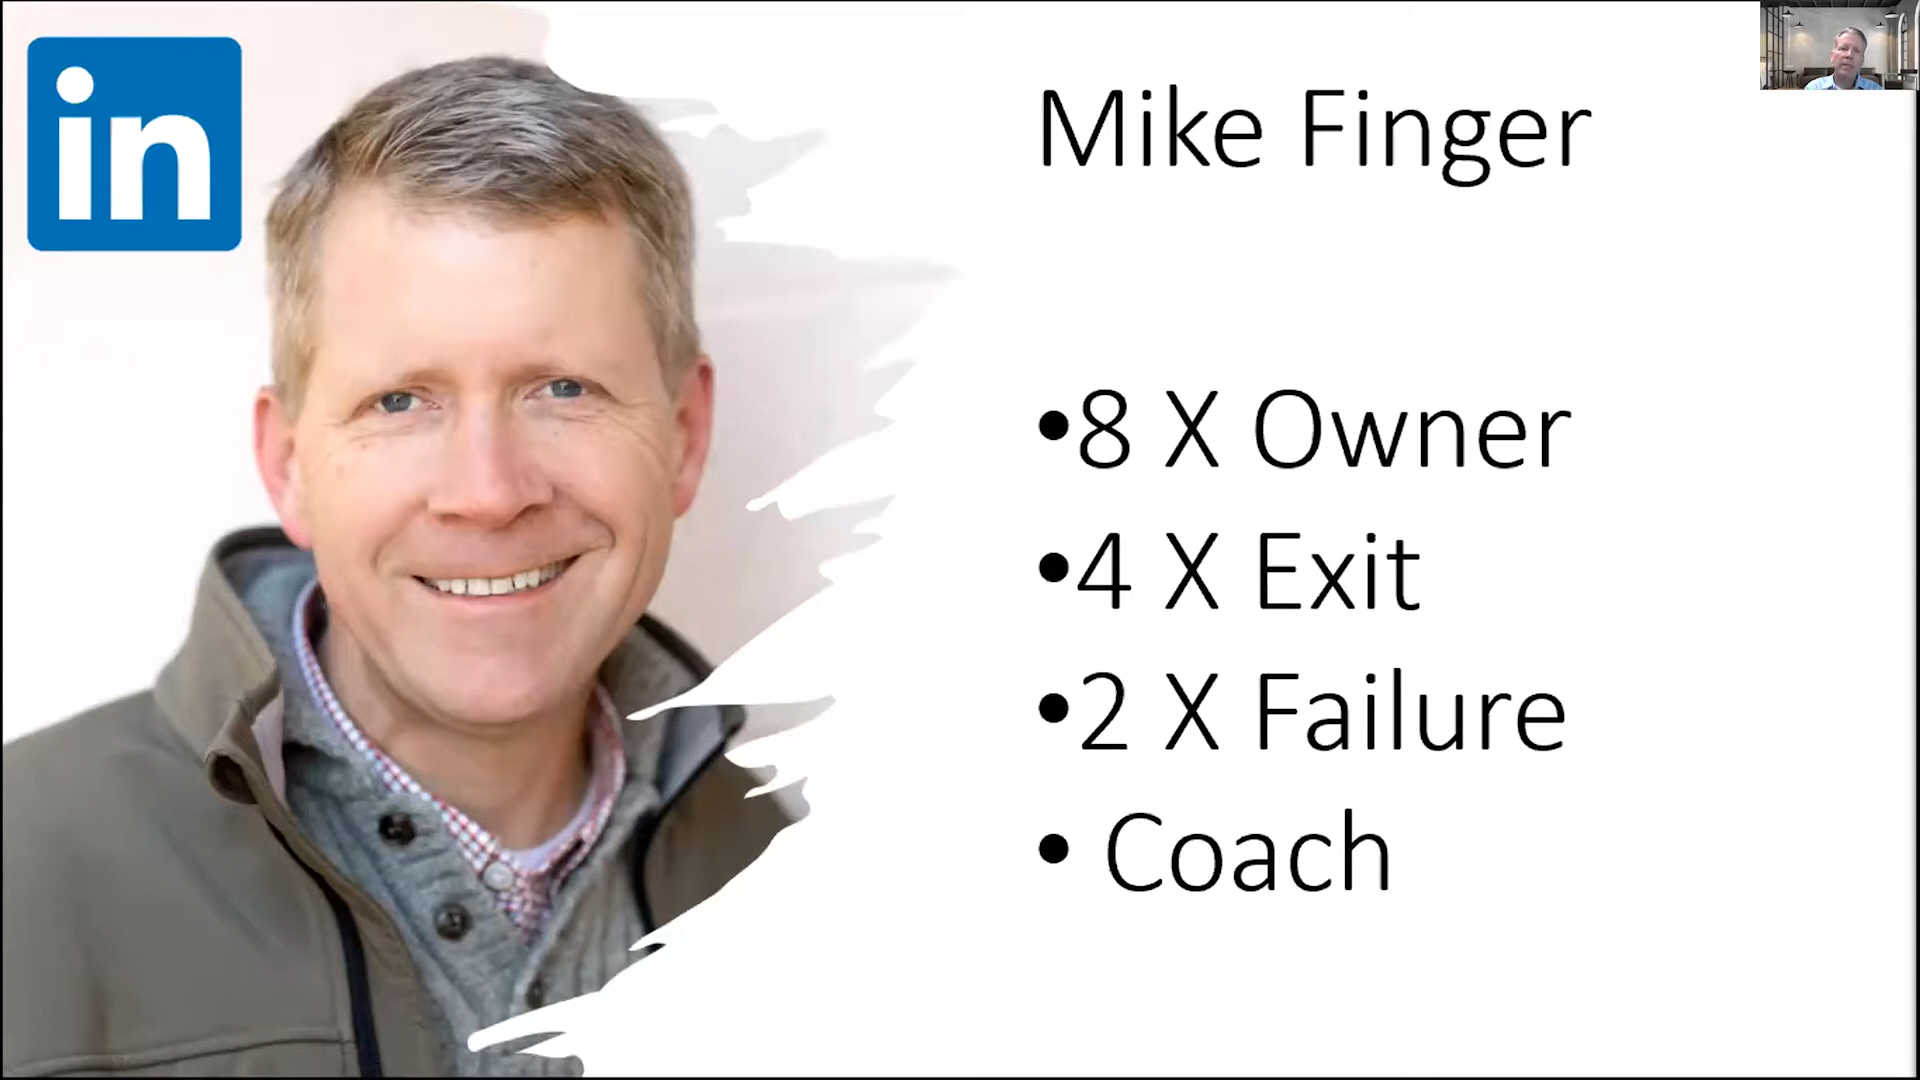 in
Mike Finger
•8 X Owner
•4 X Exit
•2 X Failure
• Coach